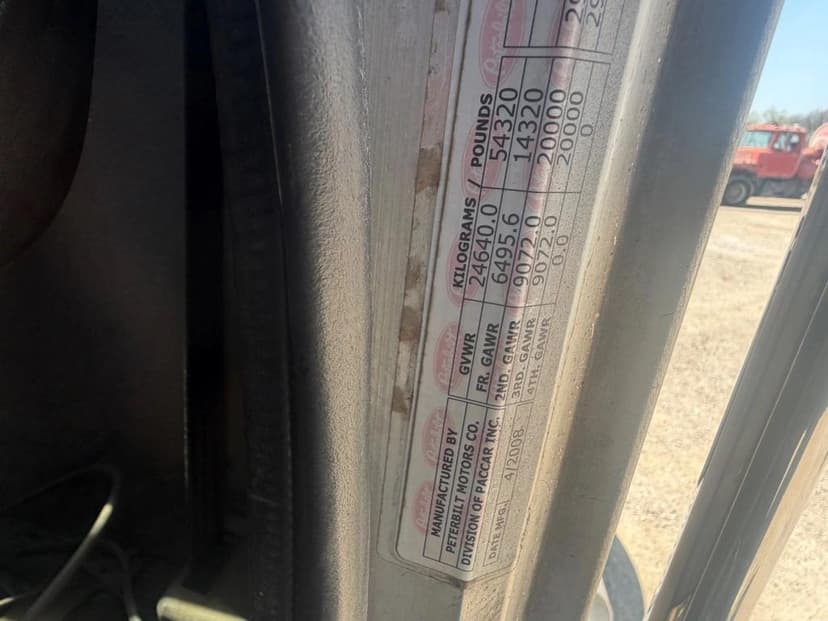 MANUFACTURED BY
PETERBILT MOTORS CO.
DIVISION OF PACCAR INC.
DATE MFG. 4/2008
KILOGRAMS / POUNDS
GVWR 24640.0 54320
FR. GAWR 6495.6 14320
2ND. GAWR 9072.0 20000
3RD. GAWR 9072.0 20000
4TH. GAWR 0.0 0
Peterbilt